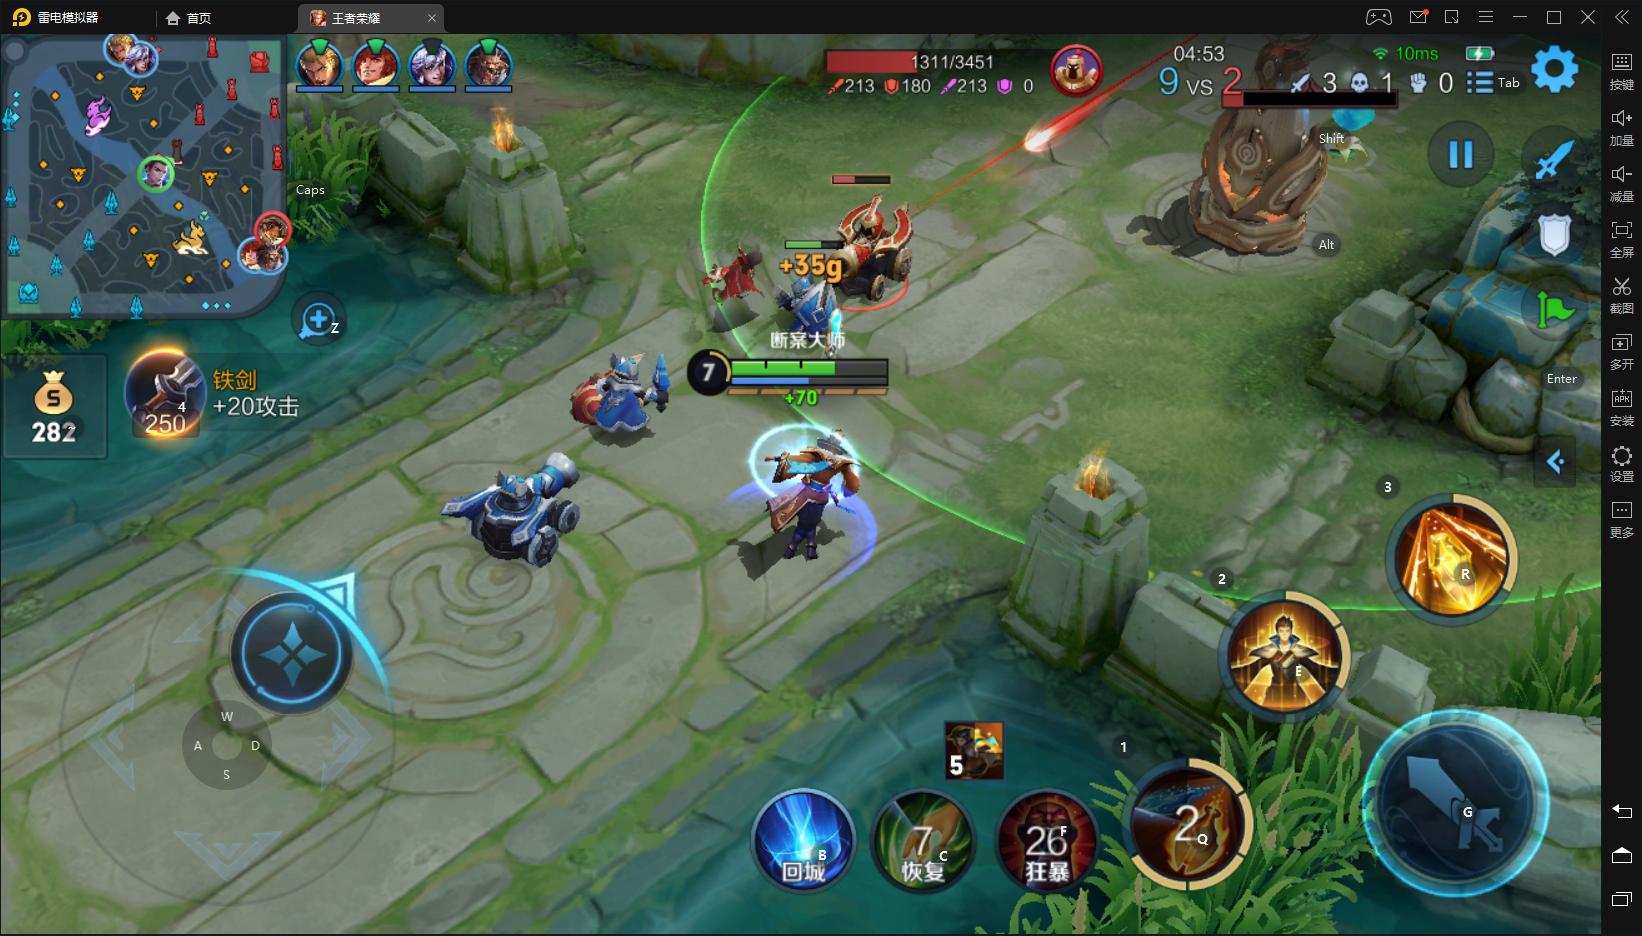 雷电模拟器
首页
王者荣耀
1311/3451
213 180 213 0
04:53
9 VS 2
3 1 0
10ms
Tab
Shift
Caps
Alt
Z
+35g
断案大师
7
+70
282
铁剑
+20攻击
4
250
Enter
3
R
2
E
1
2
Q
G
5
回城
B
7
恢复
C
26
狂暴
F
W
A
D
S
按键
加量
减量
全屏
截图
多开
APK
安装
设置
更多